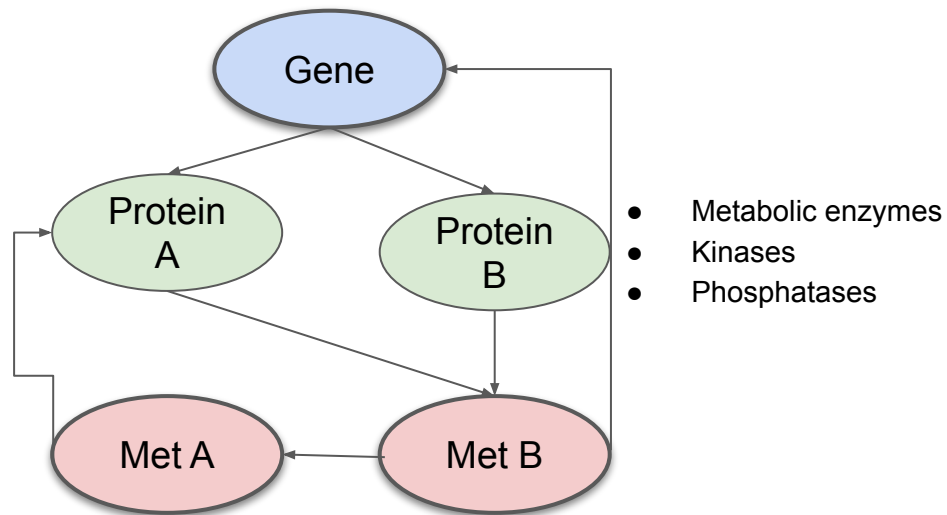 Gene
Protein
A
Protein
B
● Metabolic enzymes
● Kinases
● Phosphatases
Met A
Met B